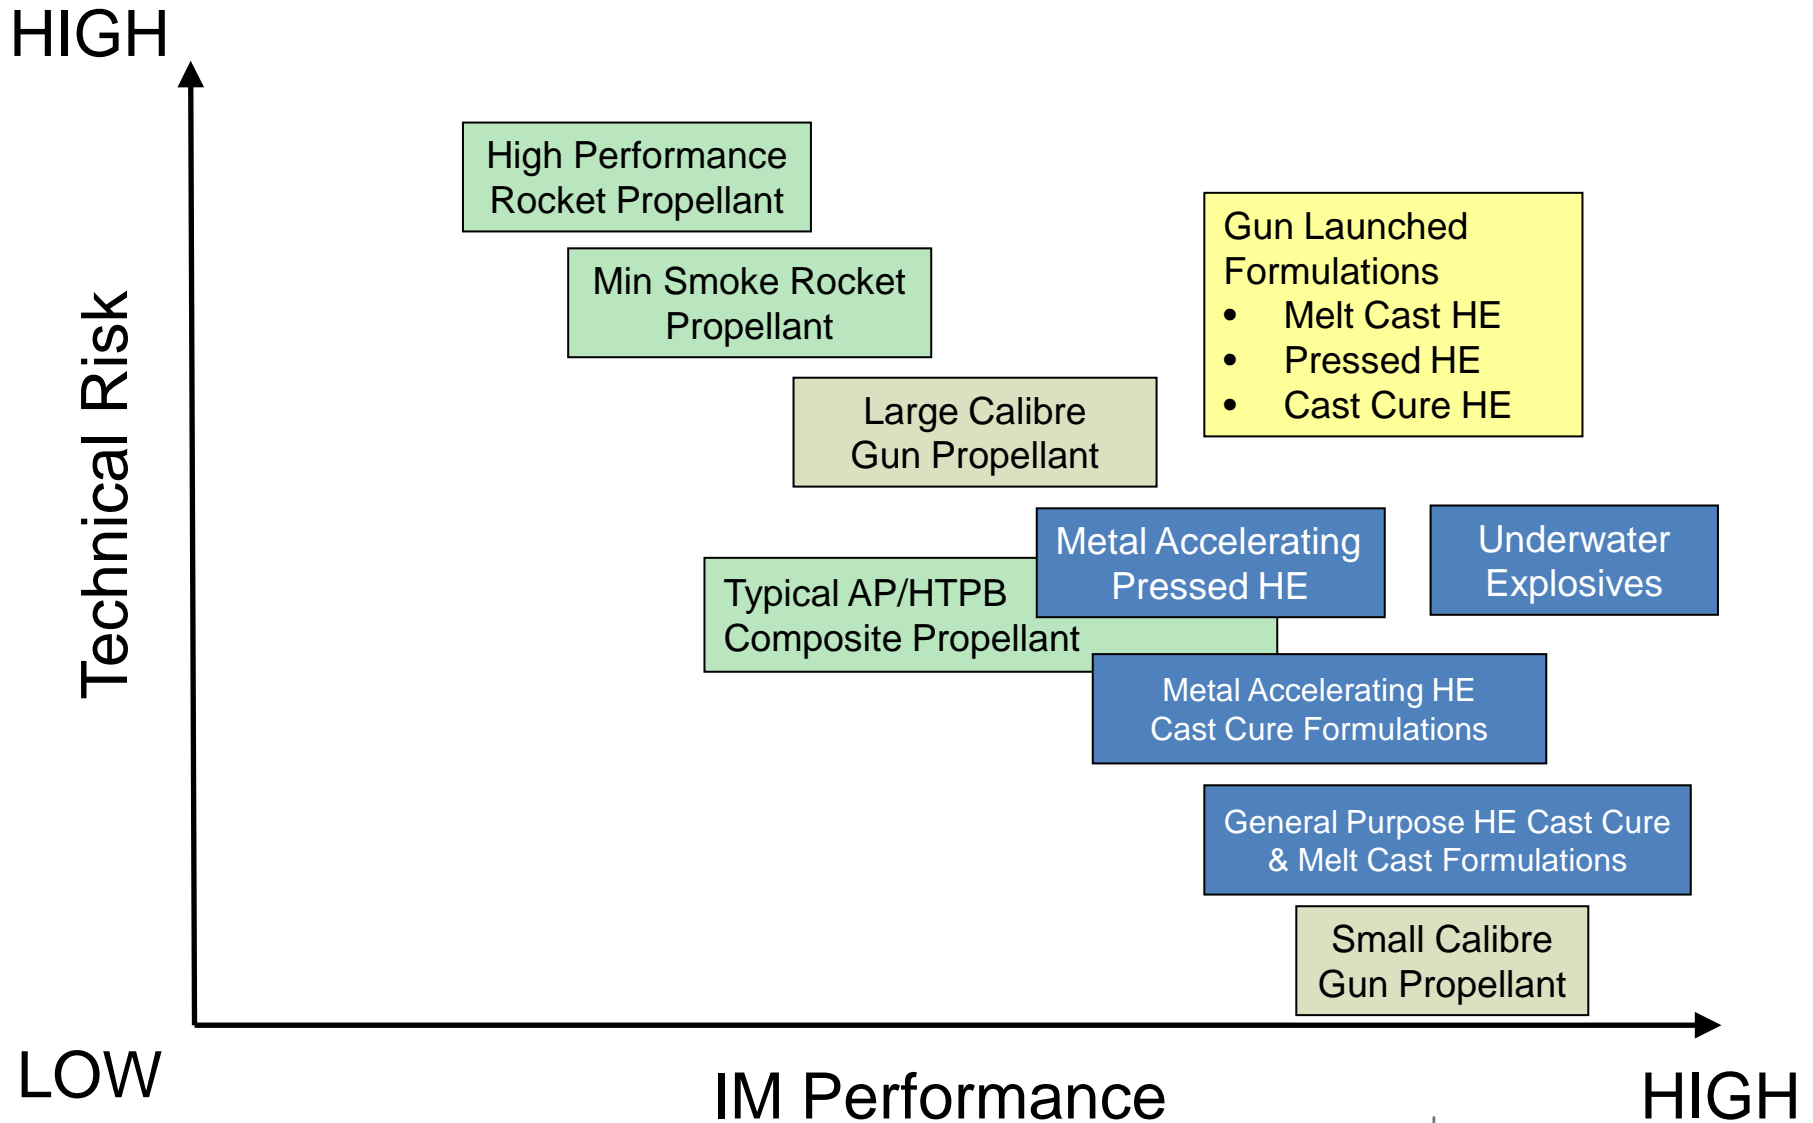 HIGH
High Performance
Rocket Propellant
Min Smoke Rocket
Propellant
Gun Launched
Formulations
• Melt Cast HE
• Pressed HE
• Cast Cure HE
Large Calibre
Gun Propellant
Technical Risk
Metal Accelerating
Pressed HE
Underwater
Explosives
Typical AP/HTPB
Composite Propellant
Metal Accelerating HE
Cast Cure Formulations
General Purpose HE Cast Cure
& Melt Cast Formulations
Small Calibre
Gun Propellant
LOW
IM Performance
HIGH